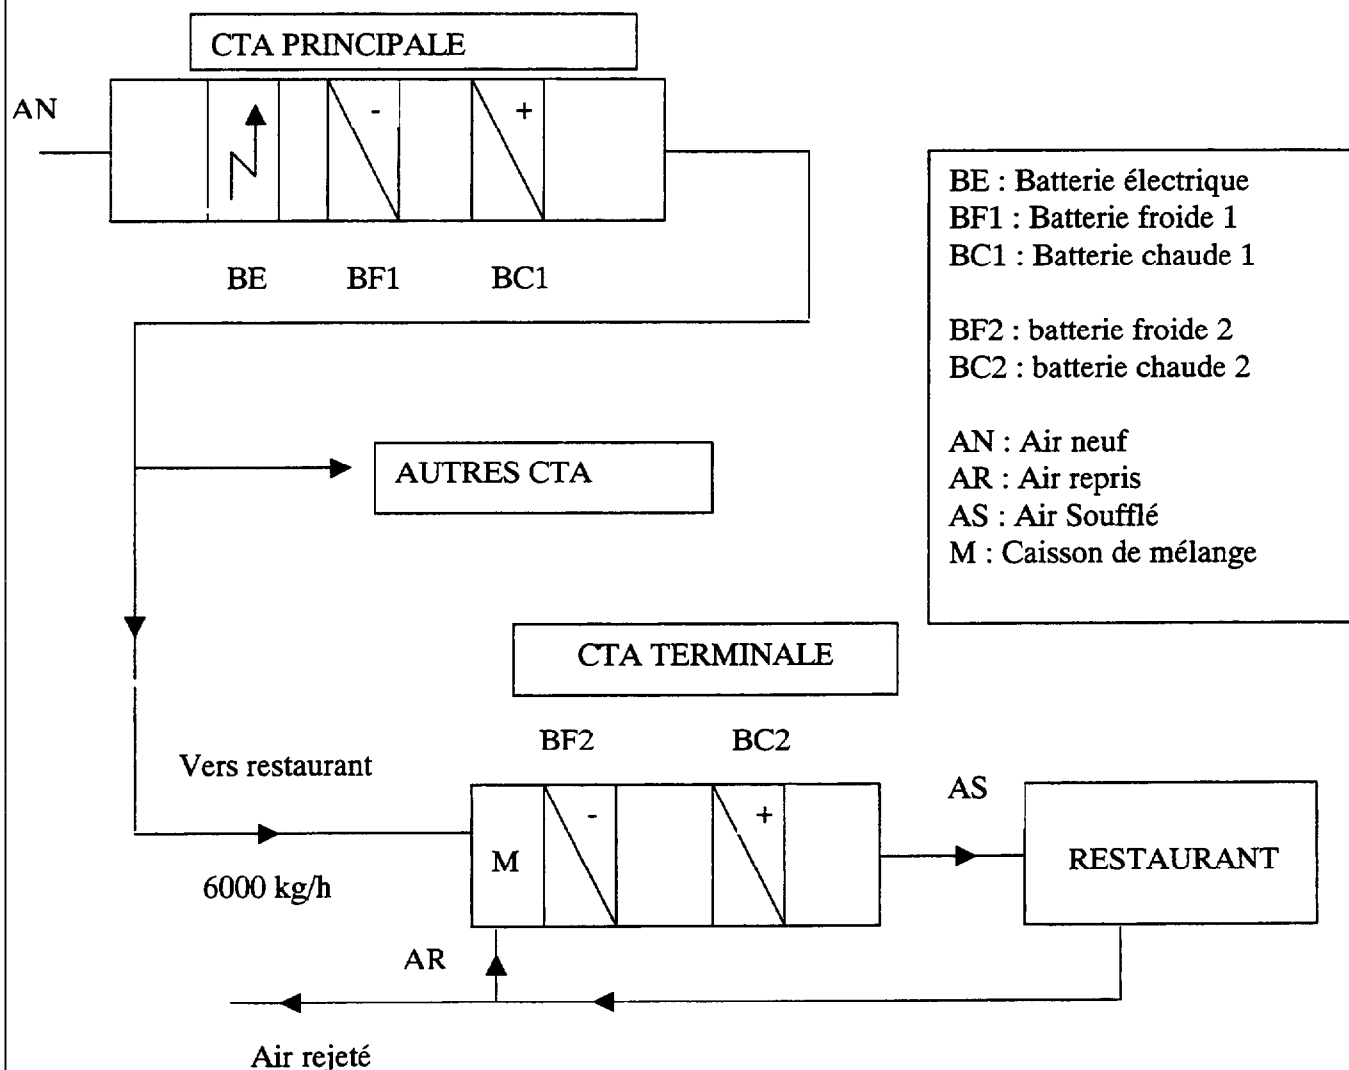 CTA PRINCIPALE
AN
-
+
BE
BF1
BC1
BE : Batterie électrique
BF1 : Batterie froide 1
BC1 : Batterie chaude 1
BF2 : batterie froide 2
BC2 : batterie chaude 2
AN : Air neuf
AR : Air repris
AS : Air Soufflé
M : Caisson de mélange
AUTRES CTA
CTA TERMINALE
BF2
BC2
Vers restaurant
6000 kg/h
M
-
+
AS
RESTAURANT
AR
Air rejeté